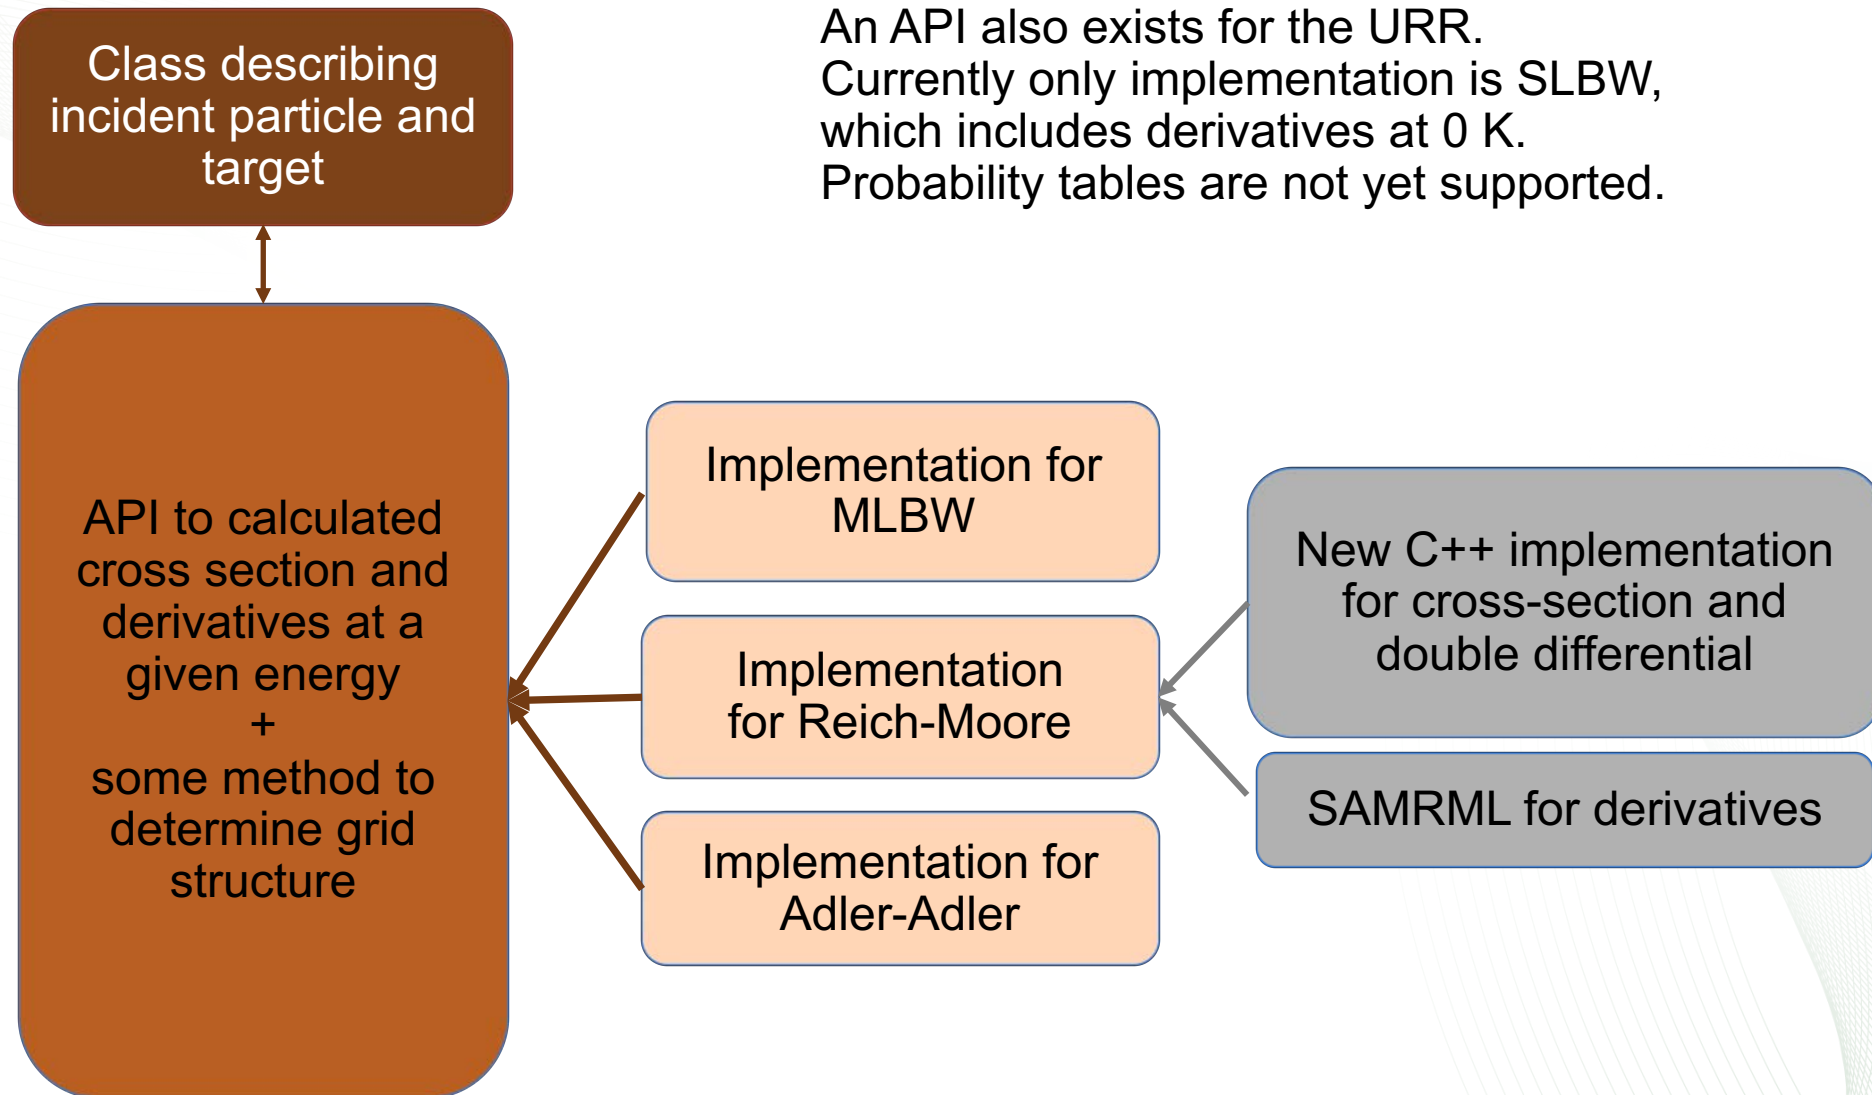 Class describing
incident particle and
target
An API also exists for the URR.
Currently only implementation is SLBW,
which includes derivatives at 0 K.
Probability tables are not yet supported.
API to calculated
cross section and
derivatives at a
given energy
+
some method to
determine grid
structure
Implementation for
MLBW
Implementation
for Reich-Moore
Implementation for
Adler-Adler
New C++ implementation
for cross-section and
double differential
SAMRML for derivatives